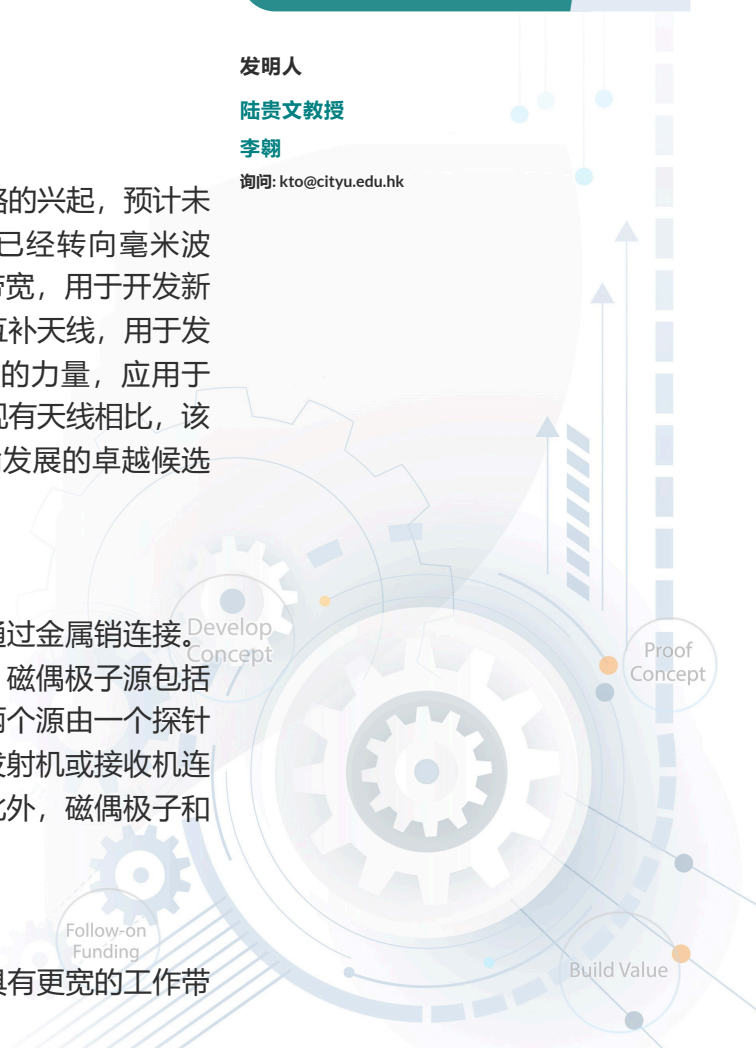 发明人
陆贵文教授
李翱
询问: kto@cityu.edu.hk
的兴起，预计未
已经转向毫米波
带宽，用于开发新
互补天线，用于发
的力量，应用于
现有天线相比，该
发展的卓越候选
通过金属销连接。
磁偶极子源包括
两个源由一个探针
发射机或接收机连
此外，磁偶极子和
具有更宽的工作带
Develop
Concept
Proof
Concept
Follow-on
Funding
Build Value